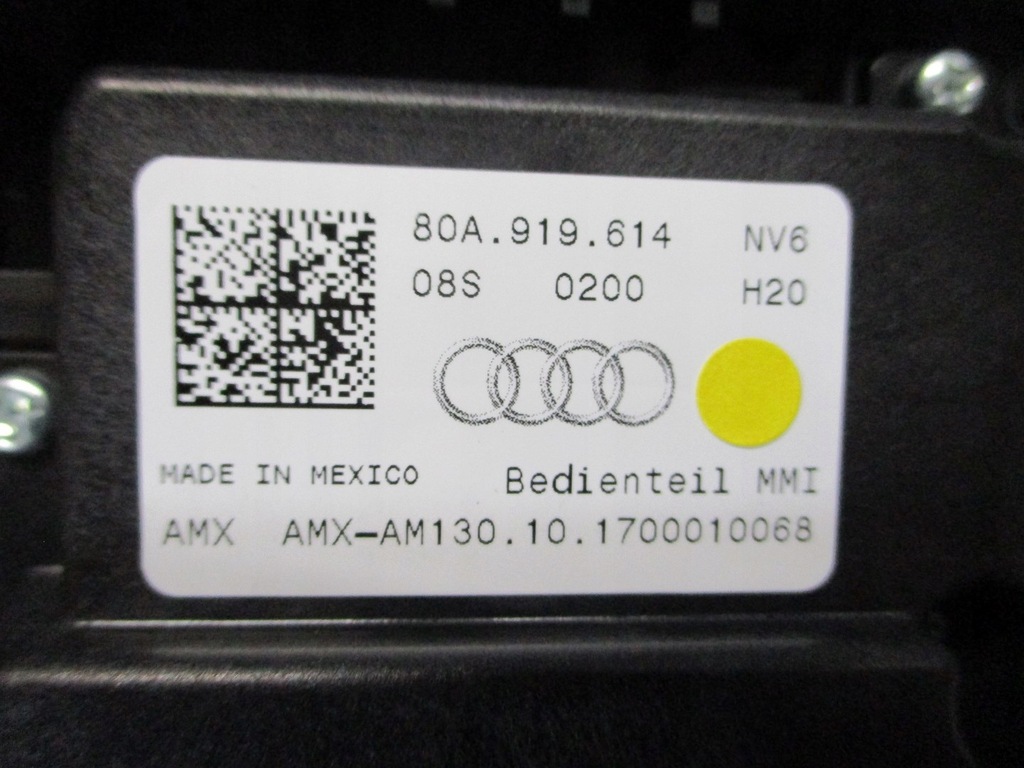 80A.919.614 NV6
08S 0200 H20
MADE IN MEXICO Bedienteil MMI
AMX AMX-AM130.10.1700010068